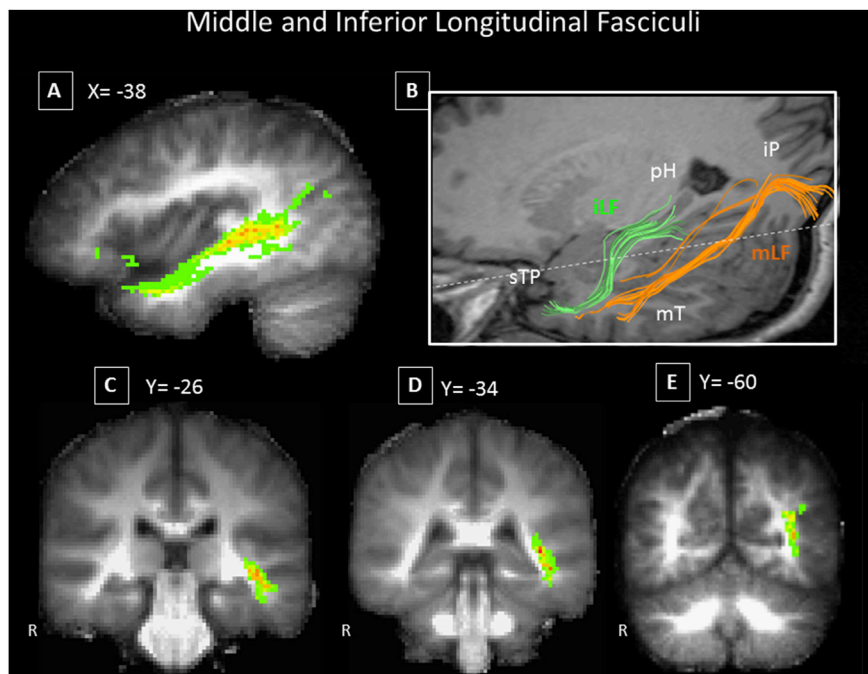 Middle and Inferior Longitudinal Fasciculi
A X= -38
B
iP
pH
iLF
mLF
sTP
mT
C Y= -26
D Y= -34
E Y= -60
R
R
R